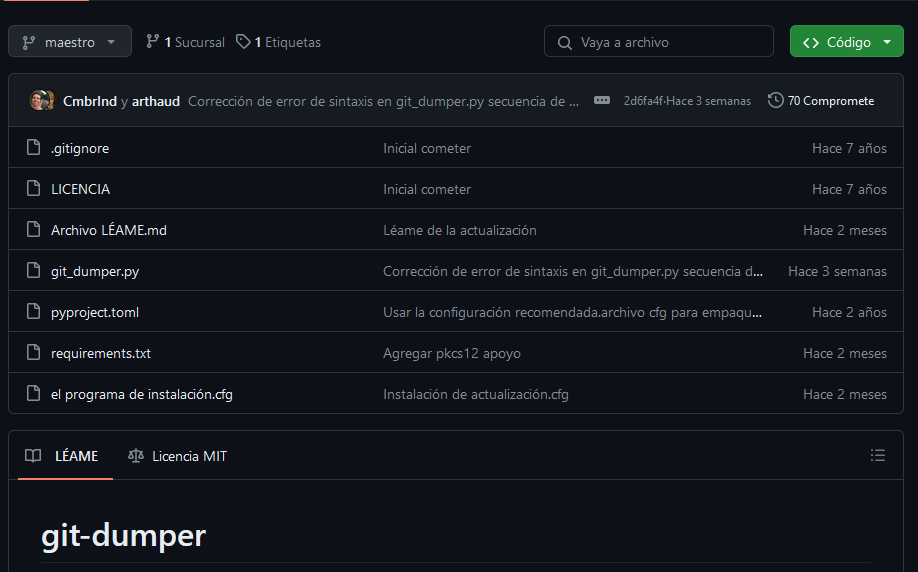 maestro 1 Sucursal 1 Etiquetas Vaya a archivo Código
CmbrInd y arthaud Corrección de error de sintaxis en git_dumper.py secuencia de ... 2d6fa4f·Hace 3 semanas 70 Compromete
.gitignore Inicial cometer Hace 7 años
LICENCIA Inicial cometer Hace 7 años
Archivo LÉAME.md Léame de la actualización Hace 2 meses
git_dumper.py Corrección de error de sintaxis en git_dumper.py secuencia d... Hace 3 semanas
pyproject.toml Usar la configuración recomendada.archivo cfg para empaqu... Hace 2 años
requirements.txt Agregar pkcs12 apoyo Hace 2 meses
el programa de instalación.cfg Instalación de actualización.cfg Hace 2 meses
LÉAME Licencia MIT
git-dumper